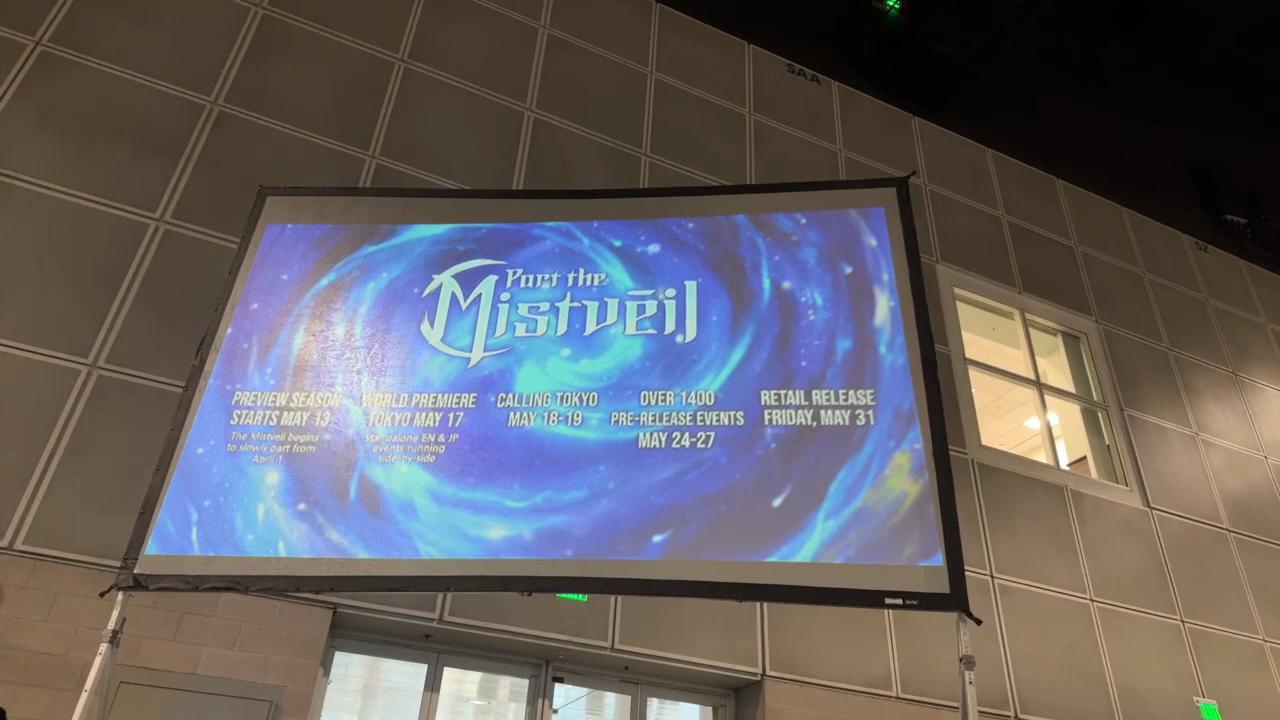 SAA
SZ
Part the
Mistvēil
PREVIEW SEASON
STARTS MAY 13
The Mistveil begins
to slowly part from
April 1
WORLD PREMIERE
TOKYO MAY 17
Standalone EN & JP
events running
side-by-side
CALLING TOKYO
MAY 18-19
OVER 1400
PRE-RELEASE EVENTS
MAY 24-27
RETAIL RELEASE
FRIDAY, MAY 31